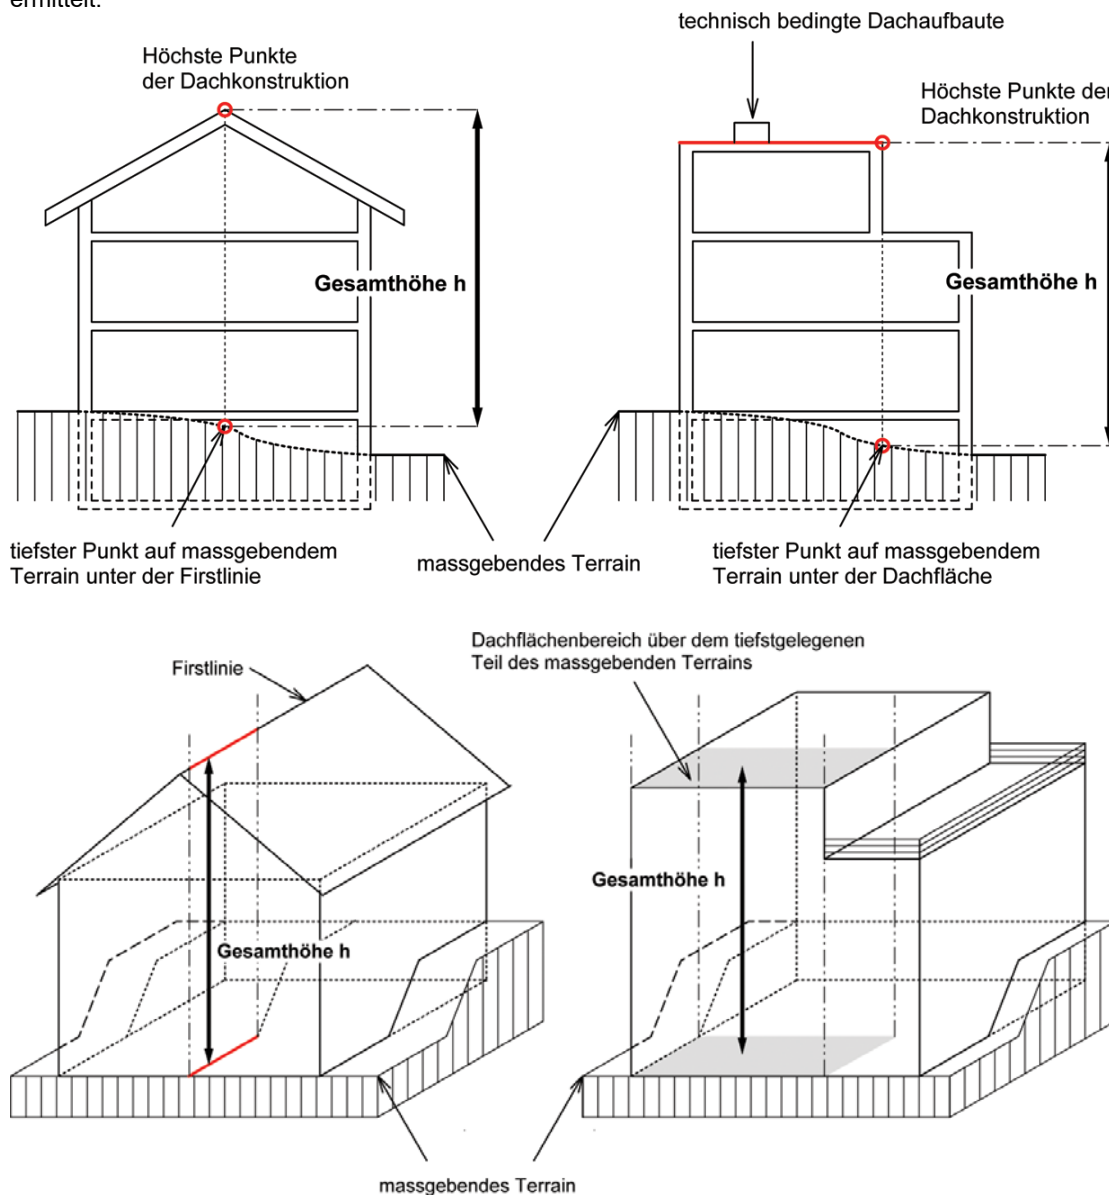 ermittelt.
technisch bedingte Dachaufbaute
Höchste Punkte
der Dachkonstruktion
Höchste Punkte der
Dachkonstruktion
Gesamthöhe h
Gesamthöhe h
tiefster Punkt auf massgebendem
Terrain unter der Firstlinie
massgebendes Terrain
tiefster Punkt auf massgebendem
Terrain unter der Dachfläche
Firstlinie
Dachflächenbereich über dem tiefstgelegenen
Teil des massgebenden Terrains
Gesamthöhe h
Gesamthöhe h
massgebendes Terrain